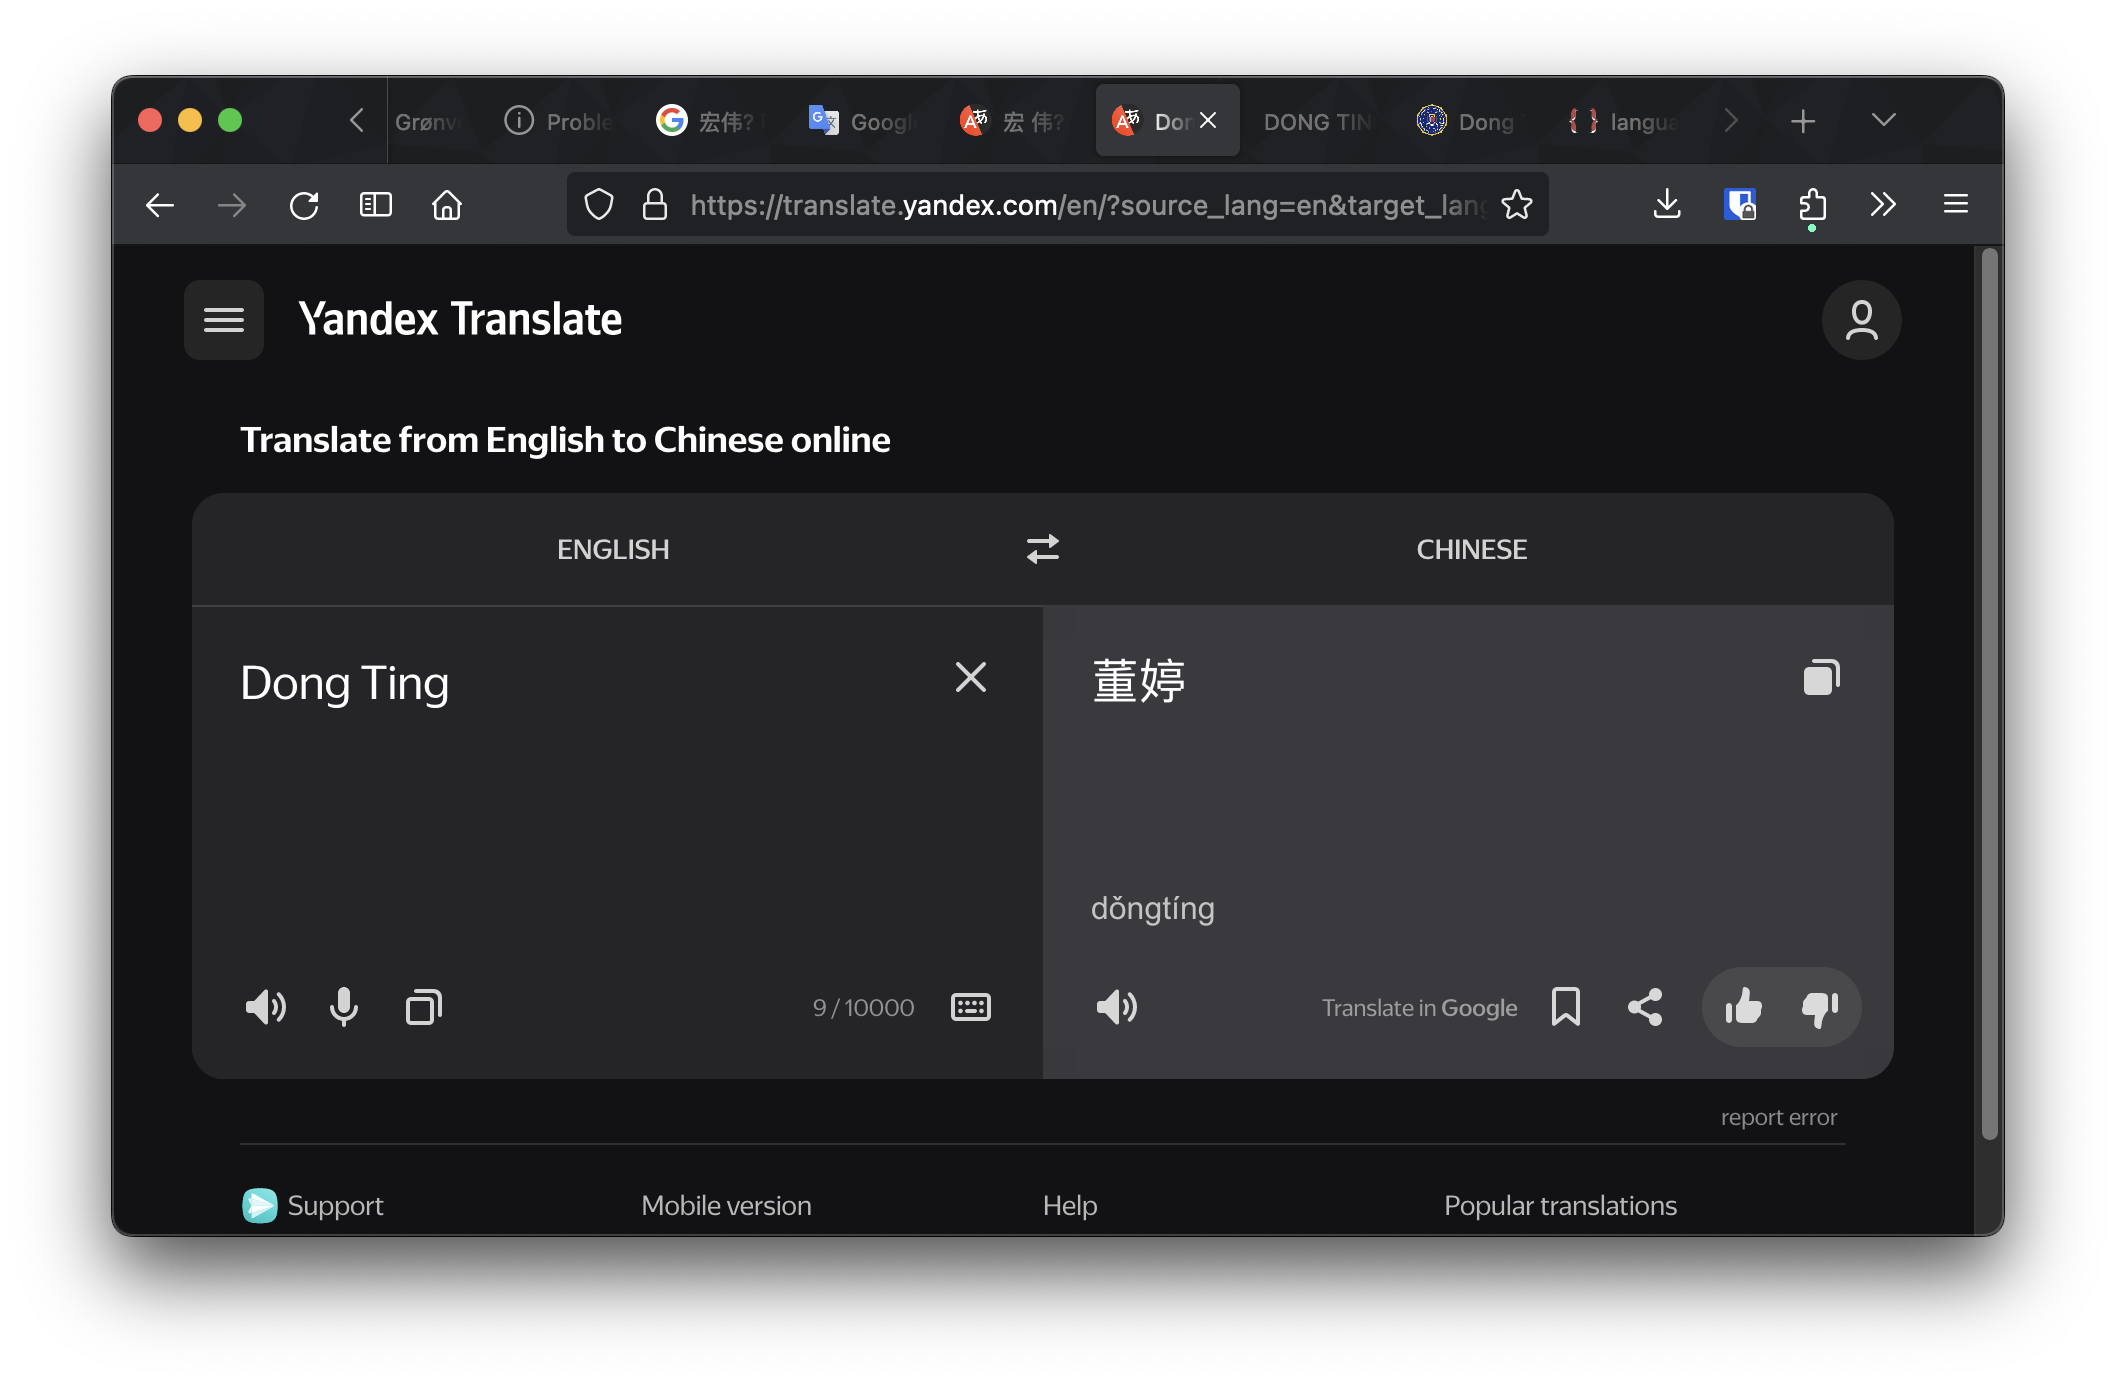 Grønv
Proble
宏伟?
Googl
宏 伟?
Don
DONG TIN
Dong
langua
https://translate.yandex.com/en/?source_lang=en&target_lang
Yandex Translate
Translate from English to Chinese online
ENGLISH
CHINESE
Dong Ting
董婷
dǒngtíng
9 / 10000
Translate in Google
report error
Support
Mobile version
Help
Popular translations